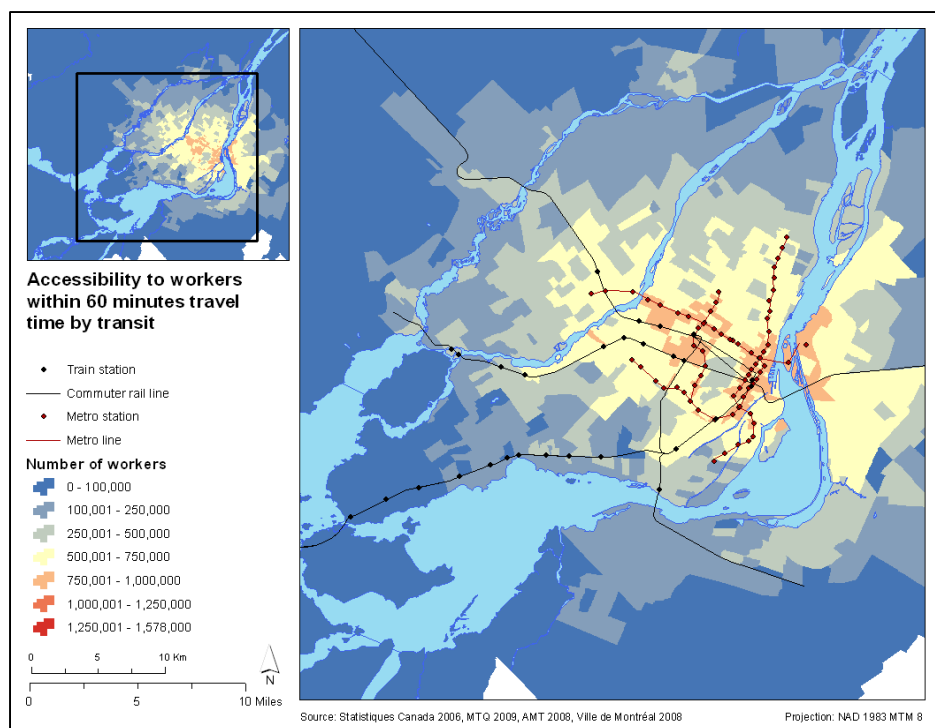 Accessibility to workers
within 60 minutes travel
time by transit
Train station
Commuter rail line
Metro station
Metro line
Number of workers
0 - 100,000
100,001 - 250,000
250,001 - 500,000
500,001 - 750,000
750,001 - 1,000,000
1,000,001 - 1,250,000
1,250,001 - 1,578,000
0 5 10 Km
N
0 5 10 Miles
Source: Statistiques Canada 2006, MTQ 2009, AMT 2008, Ville de Montréal 2008 Projection: NAD 1983 MTM 8